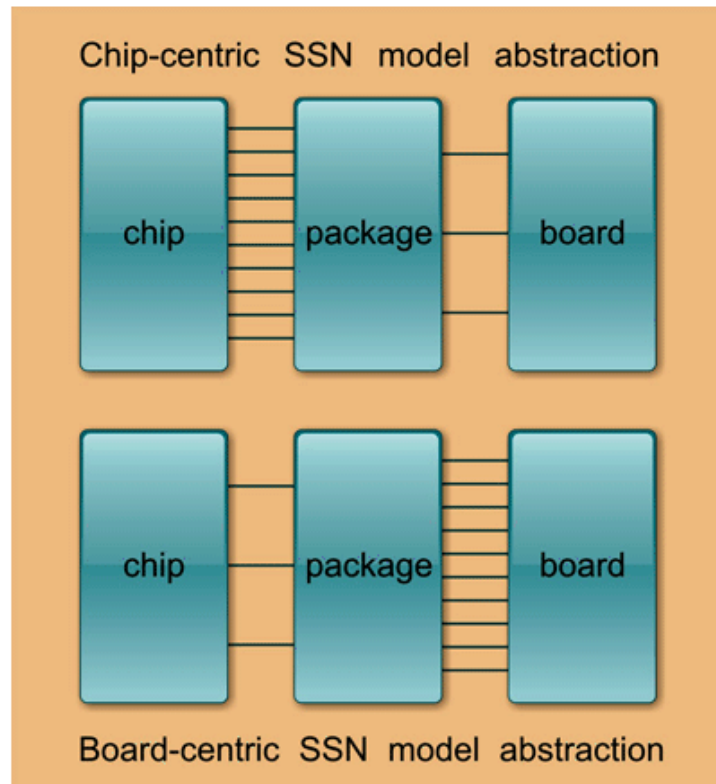 Chip-centric SSN model abstraction
chip package board
chip package board
Board-centric SSN model abstraction